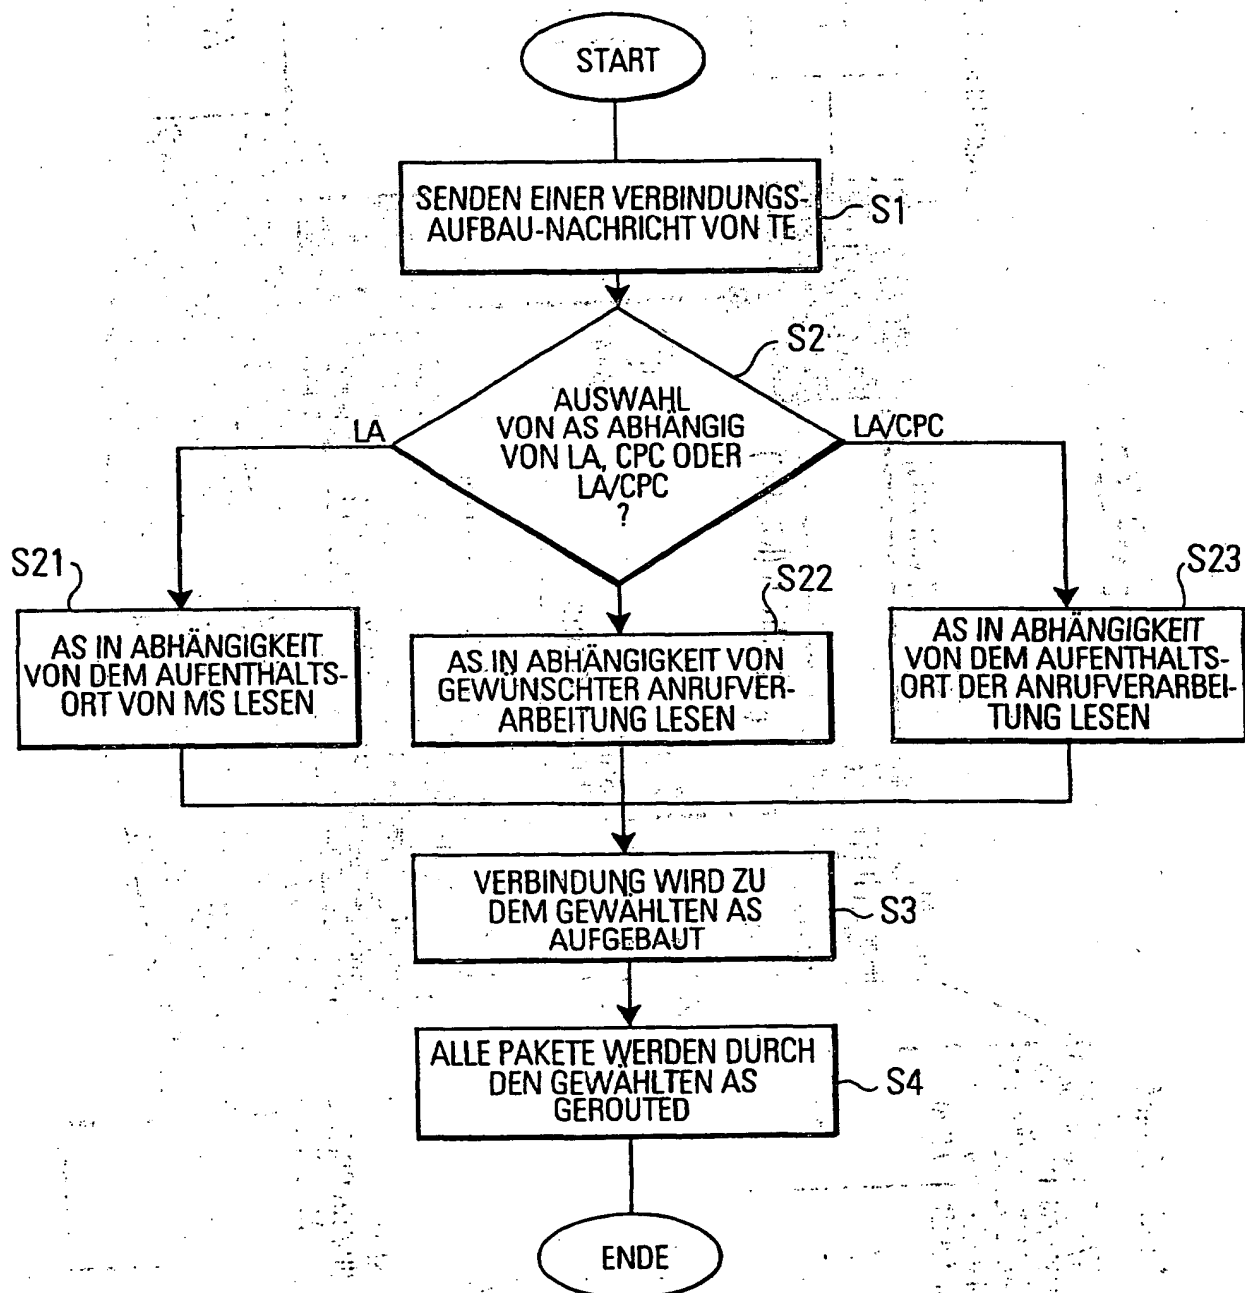 START
SENDEN EINER VERBINDUNGS-
AUFBAU-NACHRICHT VON TE
S1
S2
AUSWAHL
VON AS ABHÄNGIG
VON LA, CPC ODER
LA/CPC
?
LA
LA/CPC
S21
AS IN ABHÄNGIGKEIT
VON DEM AUFENTHALTS-
ORT VON MS LESEN
S22
AS IN ABHÄNGIGKEIT VON
GEWÜNSCHTER ANRUFVER-
ARBEITUNG LESEN
S23
AS IN ABHÄNGIGKEIT
VON DEM AUFENTHALTS-
ORT DER ANRUFVERARBEI-
TUNG LESEN
VERBINDUNG WIRD ZU
DEM GEWÄHLTEN AS
AUFGEBAUT
S3
ALLE PAKETE WERDEN DURCH
DEN GEWÄHLTEN AS
GEROUTED
S4
ENDE